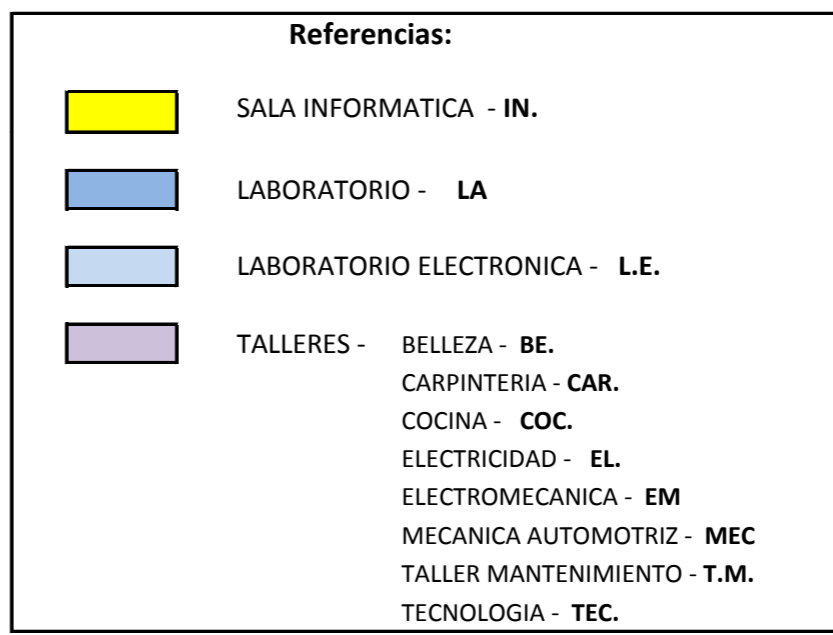 Referencias:
SALA INFORMATICA - IN.
LABORATORIO - LA
LABORATORIO ELECTRONICA - L.E.
TALLERES - BELLEZA - BE.
CARPINTERIA - CAR.
COCINA - COC.
ELECTRICIDAD - EL.
ELECTROMECANICA - EM
MECANICA AUTOMOTRIZ - MEC
TALLER MANTENIMIENTO - T.M.
TECNOLOGIA - TEC.